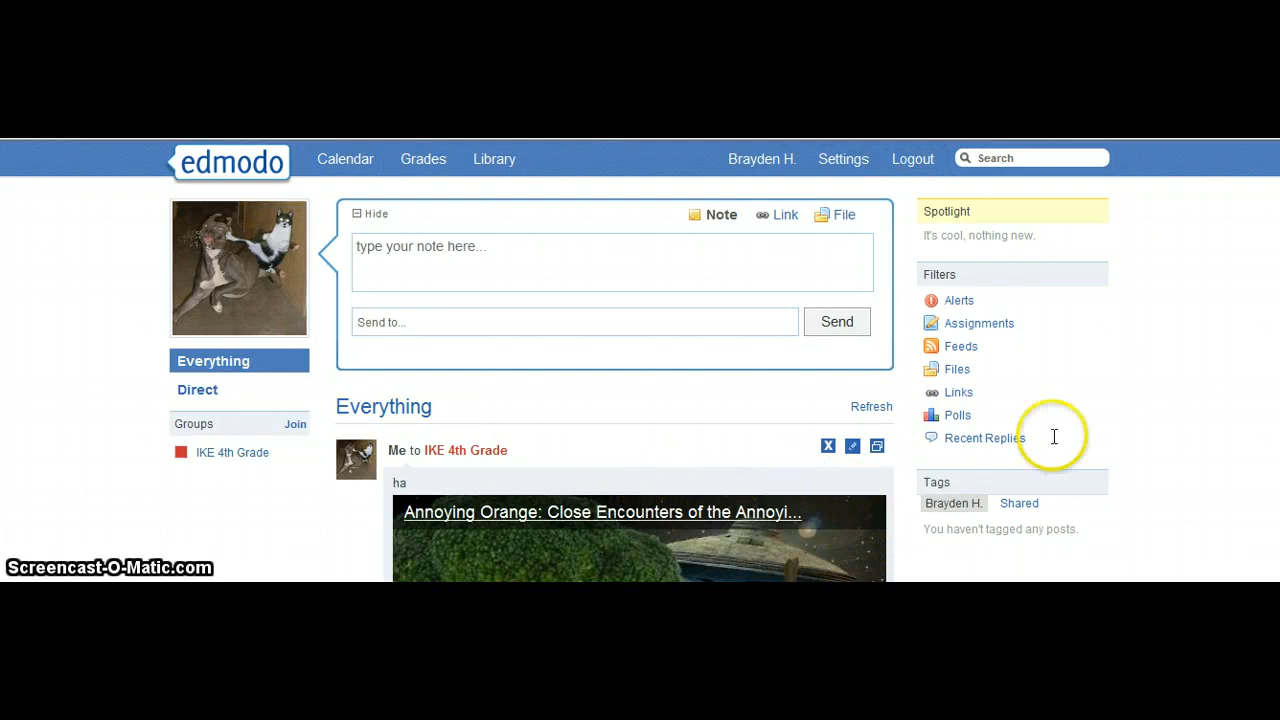 edmodo Calendar Grades Library Brayden H. Settings Logout Search
Hide Note Link File
type your note here...
Send to... Send
Everything
Direct
Groups Join
IKE 4th Grade
Everything Refresh
Me to IKE 4th Grade
ha
Annoying Orange: Close Encounters of the Annoyi...
Spotlight
It's cool, nothing new.
Filters
Alerts
Assignments
Feeds
Files
Links
Polls
Recent Replies
Tags
Brayden H. Shared
You haven't tagged any posts.
Screencast-O-Matic.com